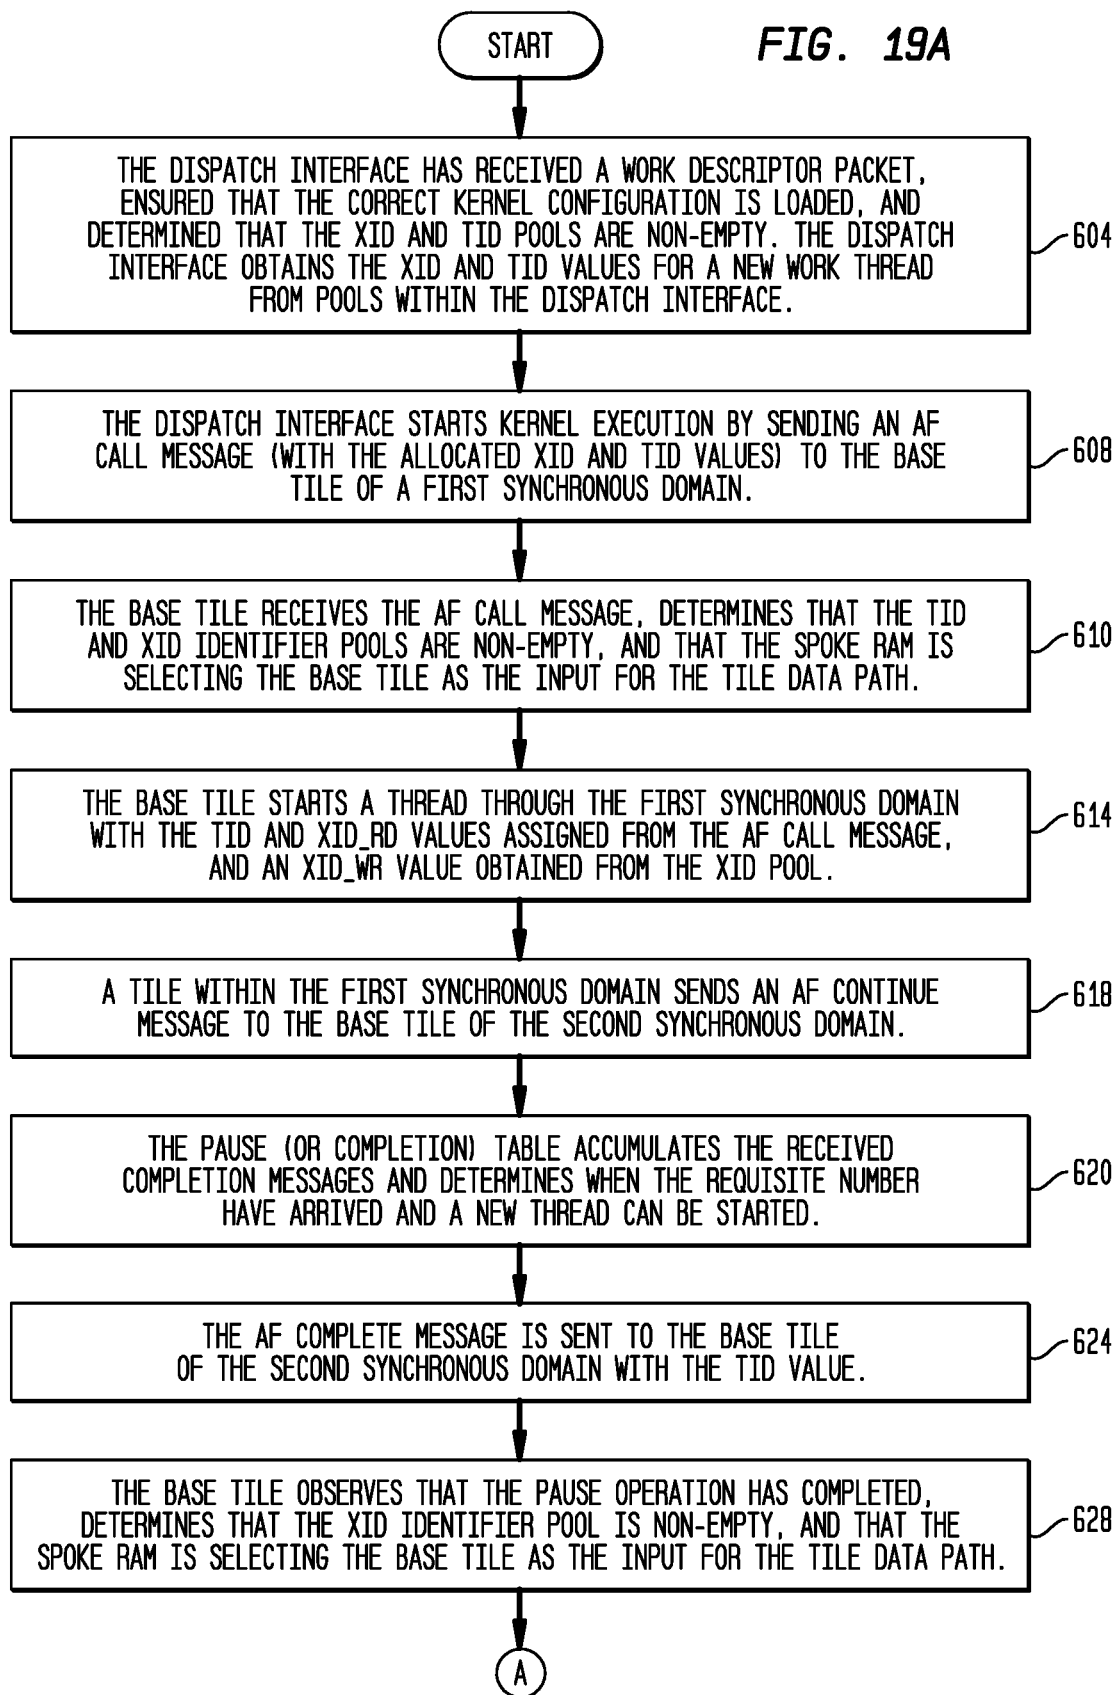 START
FIG. 19A
THE DISPATCH INTERFACE HAS RECEIVED A WORK DESCRIPTOR PACKET,
ENSURED THAT THE CORRECT KERNEL CONFIGURATION IS LOADED, AND
DETERMINED THAT THE XID AND TID POOLS ARE NON-EMPTY. THE DISPATCH
INTERFACE OBTAINS THE XID AND TID VALUES FOR A NEW WORK THREAD
FROM POOLS WITHIN THE DISPATCH INTERFACE.
604
THE DISPATCH INTERFACE STARTS KERNEL EXECUTION BY SENDING AN AF
CALL MESSAGE (WITH THE ALLOCATED XID AND TID VALUES) TO THE BASE
TILE OF A FIRST SYNCHRONOUS DOMAIN.
608
THE BASE TILE RECEIVES THE AF CALL MESSAGE, DETERMINES THAT THE TID
AND XID IDENTIFIER POOLS ARE NON-EMPTY, AND THAT THE SPOKE RAM IS
SELECTING THE BASE TILE AS THE INPUT FOR THE TILE DATA PATH.
610
THE BASE TILE STARTS A THREAD THROUGH THE FIRST SYNCHRONOUS DOMAIN
WITH THE TID AND XID_RD VALUES ASSIGNED FROM THE AF CALL MESSAGE,
AND AN XID_WR VALUE OBTAINED FROM THE XID POOL.
614
A TILE WITHIN THE FIRST SYNCHRONOUS DOMAIN SENDS AN AF CONTINUE
MESSAGE TO THE BASE TILE OF THE SECOND SYNCHRONOUS DOMAIN.
618
THE PAUSE (OR COMPLETION) TABLE ACCUMULATES THE RECEIVED
COMPLETION MESSAGES AND DETERMINES WHEN THE REQUISITE NUMBER
HAVE ARRIVED AND A NEW THREAD CAN BE STARTED.
620
THE AF COMPLETE MESSAGE IS SENT TO THE BASE TILE
OF THE SECOND SYNCHRONOUS DOMAIN WITH THE TID VALUE.
624
THE BASE TILE OBSERVES THAT THE PAUSE OPERATION HAS COMPLETED,
DETERMINES THAT THE XID IDENTIFIER POOL IS NON-EMPTY, AND THAT THE
SPOKE RAM IS SELECTING THE BASE TILE AS THE INPUT FOR THE TILE DATA PATH.
628
A